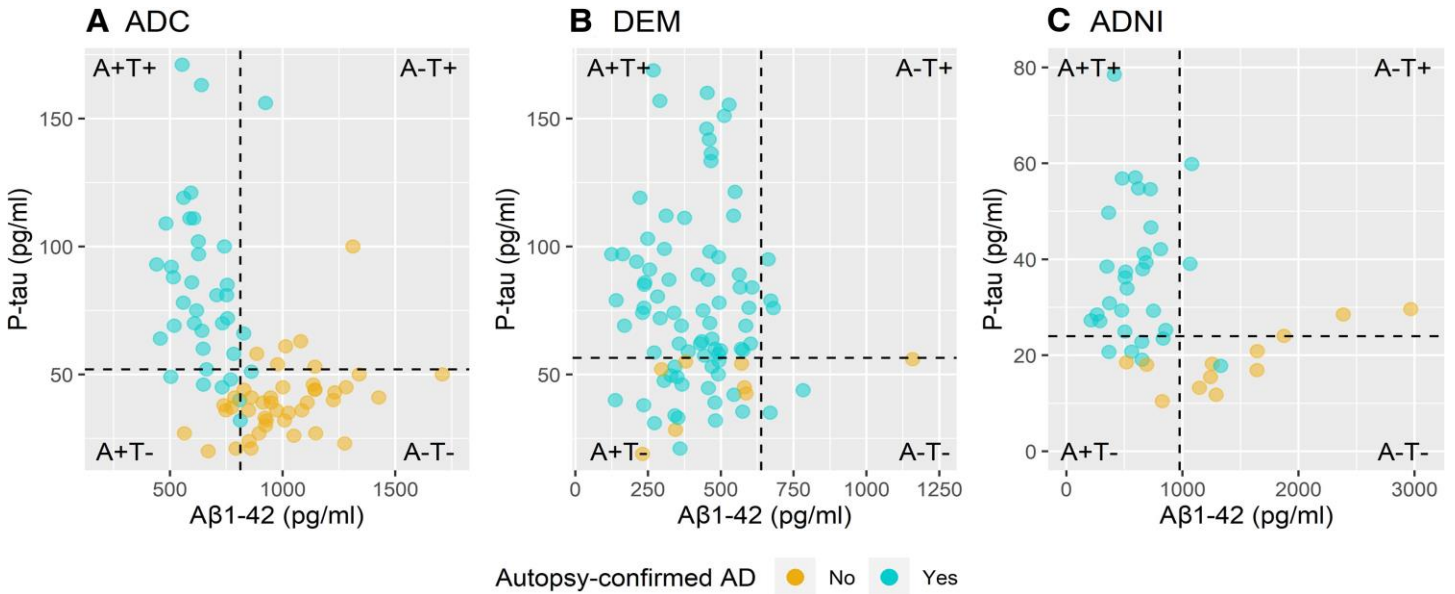 A ADC
B DEM
C ADNI
A+T+
A-T+
A+T-
A-T-
150
100
50
500
1000
1500
P-tau (pg/ml)
Aβ1-42 (pg/ml)
A+T+
A-T+
A+T-
A-T-
150
100
50
0
250
500
750
1000
1250
P-tau (pg/ml)
Aβ1-42 (pg/ml)
A+T+
A-T+
A+T-
A-T-
80
60
40
20
0
0
1000
2000
3000
P-tau (pg/ml)
Aβ1-42 (pg/ml)
Autopsy-confirmed AD No Yes